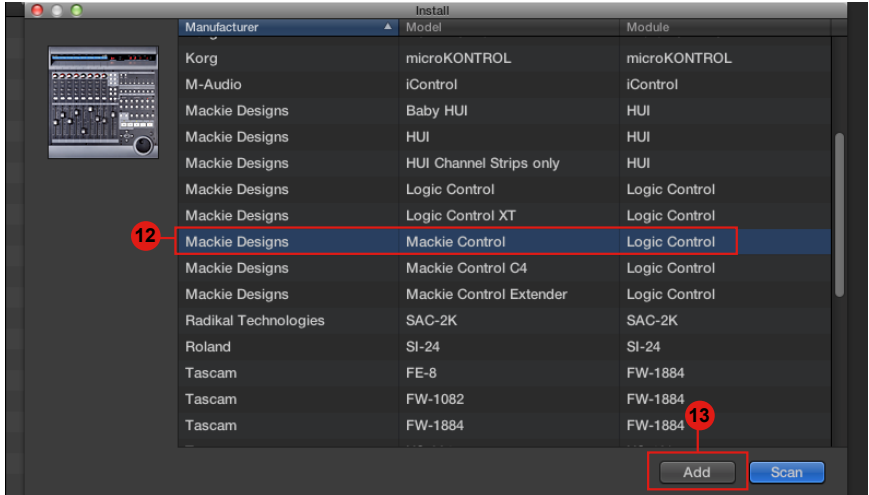 Install
Manufacturer Model Module
Korg microKONTROL microKONTROL
M-Audio iControl iControl
Mackie Designs Baby HUI HUI
Mackie Designs HUI HUI
Mackie Designs HUI Channel Strips only HUI
Mackie Designs Logic Control Logic Control
Mackie Designs Logic Control XT Logic Control
12 Mackie Designs Mackie Control Logic Control
Mackie Designs Mackie Control C4 Logic Control
Mackie Designs Mackie Control Extender Logic Control
Radikal Technologies SAC-2K SAC-2K
Roland SI-24 SI-24
Tascam FE-8 FW-1884
Tascam FW-1082 FW-1884
Tascam FW-1884 FW-1884
13
Add Scan